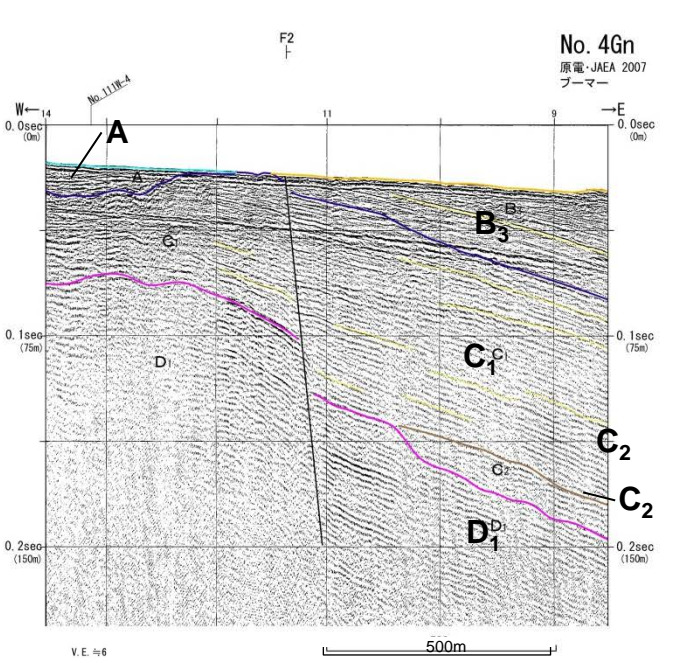 F2
No. 4Gn
原電・JAEA 2007
ブーマー
No.111W-4
W← 14 11 9 →E
0.0sec 0.0sec
(0m) (0m)
A
A
B₃
C₁
0.1sec 0.1sec
(75m) (75m)
C₁ C₁
D₁
C₂
C₂
C₂
D₁ D₁
0.2sec 0.2sec
(150m) (150m)
500m
V.E.≒6